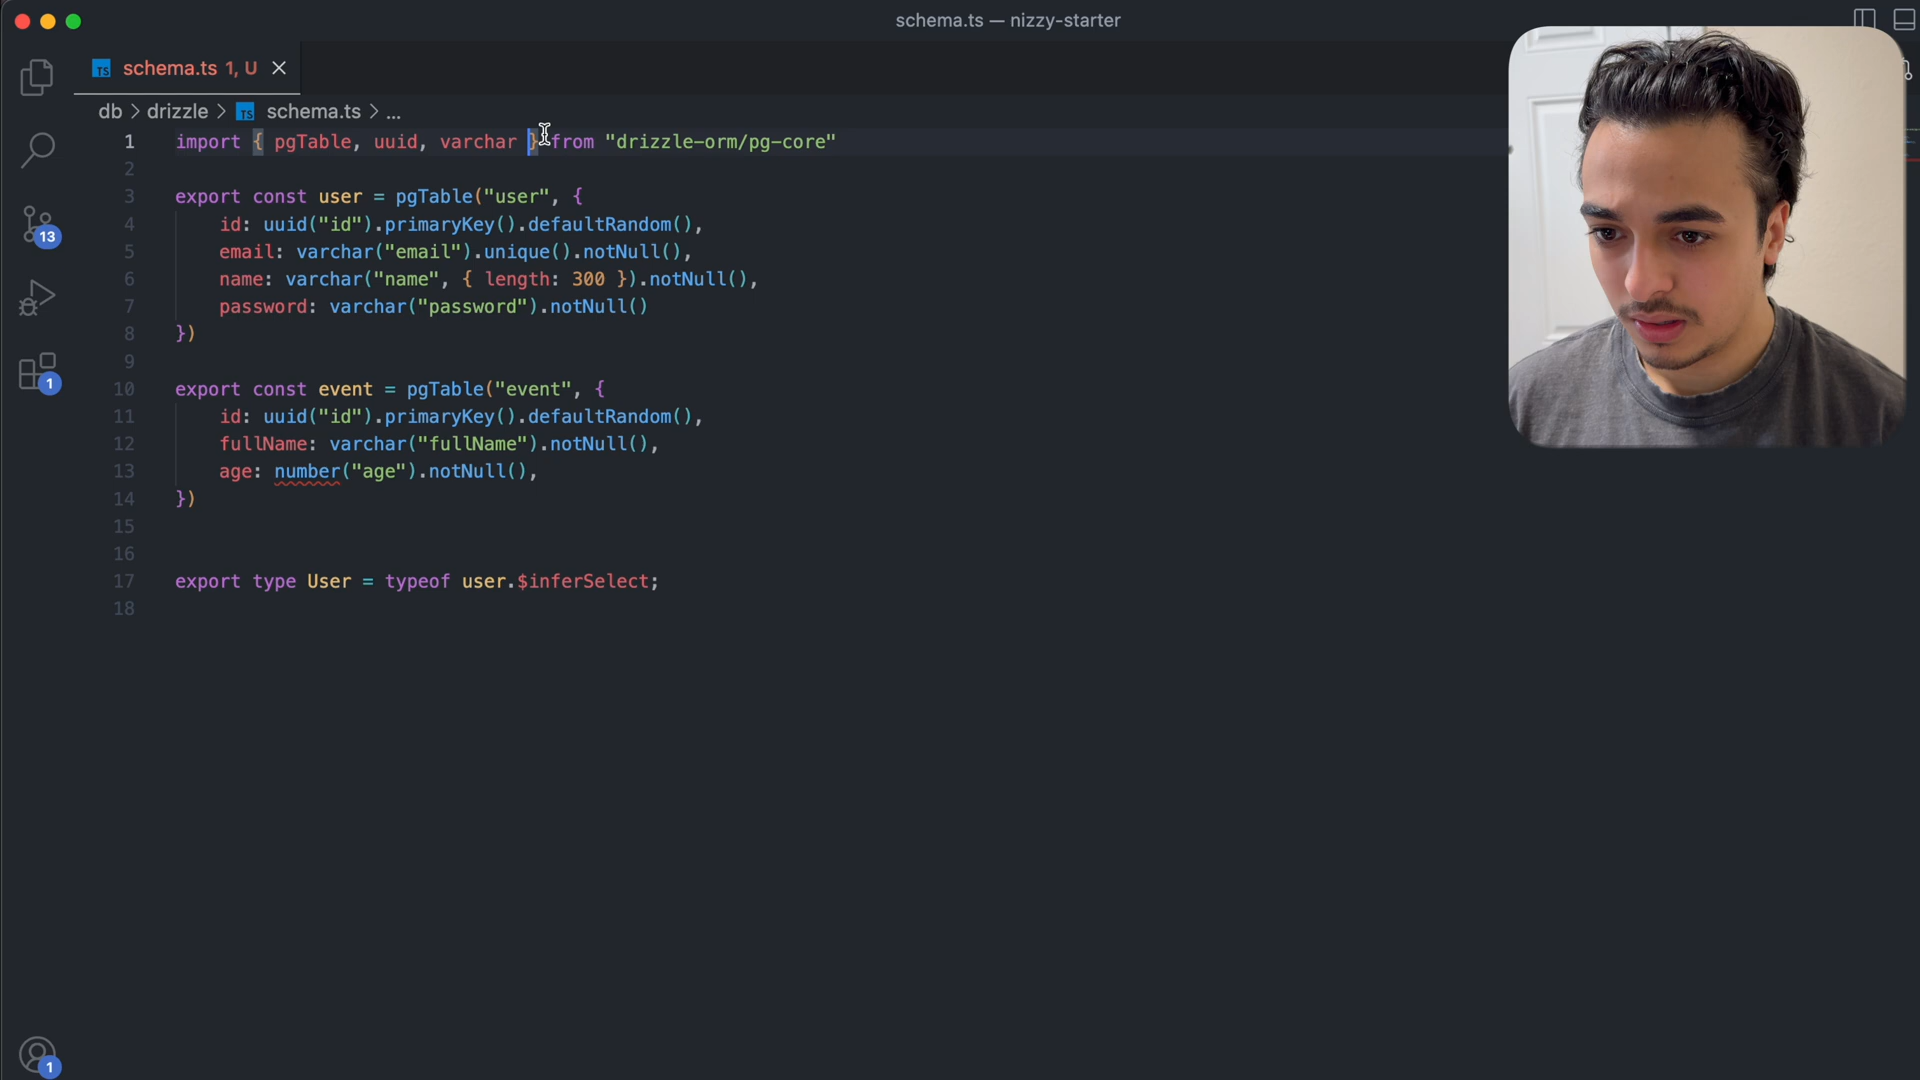 schema.ts — nizzy-starter
TS schema.ts 1, U
db > drizzle > TS schema.ts > ...
1 import { pgTable, uuid, varchar } from "drizzle-orm/pg-core"
2
3 export const user = pgTable("user", {
4 id: uuid("id").primaryKey().defaultRandom(),
5 email: varchar("email").unique().notNull(),
6 name: varchar("name", { length: 300 }).notNull(),
7 password: varchar("password").notNull()
8 })
9
10 export const event = pgTable("event", {
11 id: uuid("id").primaryKey().defaultRandom(),
12 fullName: varchar("fullName").notNull(),
13 age: number("age").notNull(),
14 })
15
16
17 export type User = typeof user.$inferSelect;
18
13
1
1